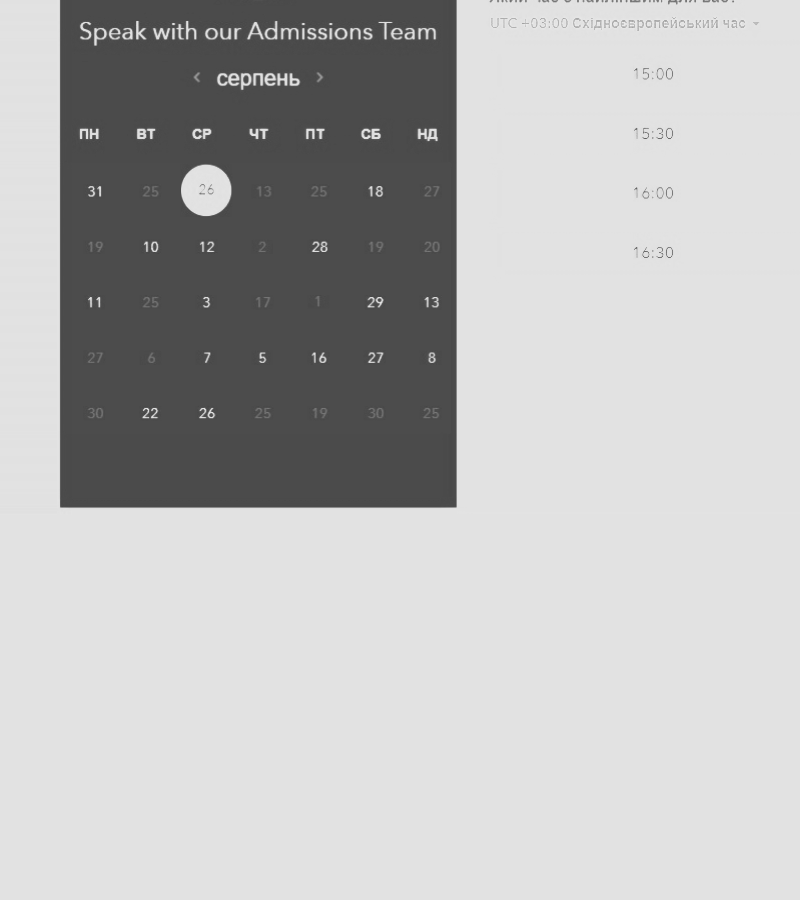 Speak with our Admissions Team
‹ серпень ›
ПН ВТ СР ЧТ ПТ СБ НД
31 25 26 13 25 18 27
19 10 12 2 28 19 20
11 25 3 17 1 29 13
27 6 7 5 16 27 8
30 22 26 25 19 30 25
UTC +03:00 Східноєвропейський час
15:00
15:30
16:00
16:30